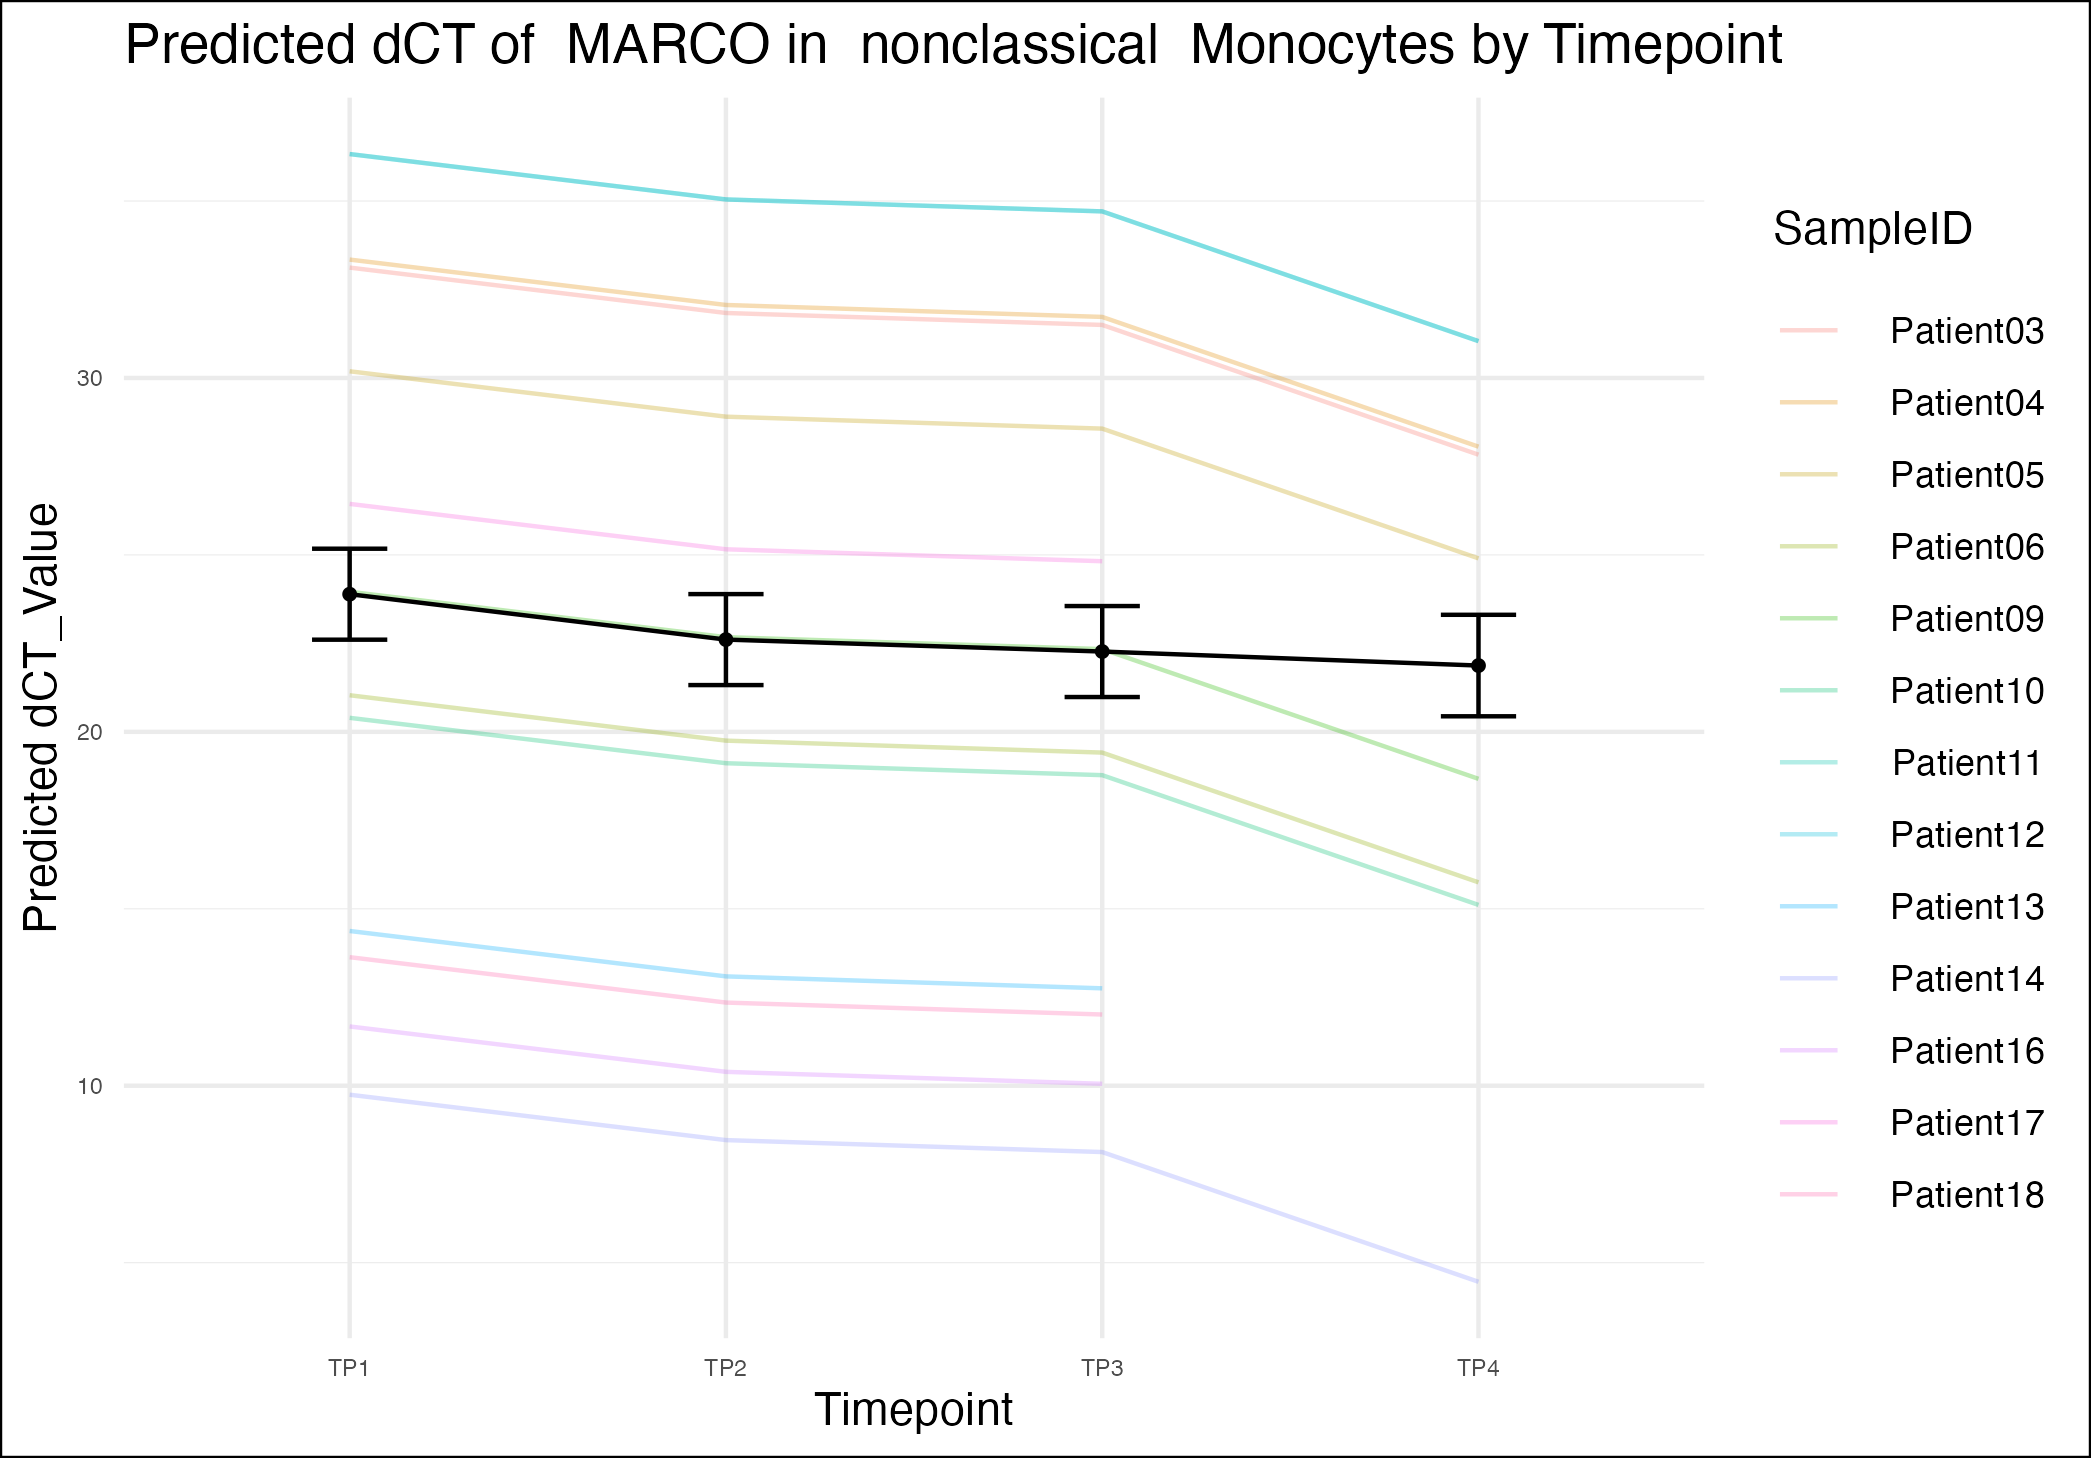 Predicted dCT of  MARCO in  nonclassical  Monocytes by Timepoint
Predicted dCT_Value
30
20
10
TP1 TP2 TP3 TP4
Timepoint
SampleID
Patient03
Patient04
Patient05
Patient06
Patient09
Patient10
Patient11
Patient12
Patient13
Patient14
Patient16
Patient17
Patient18